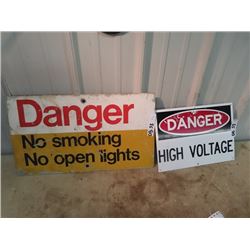 Danger
No smoking
No open lights
DANGER
HIGH VOLTAGE